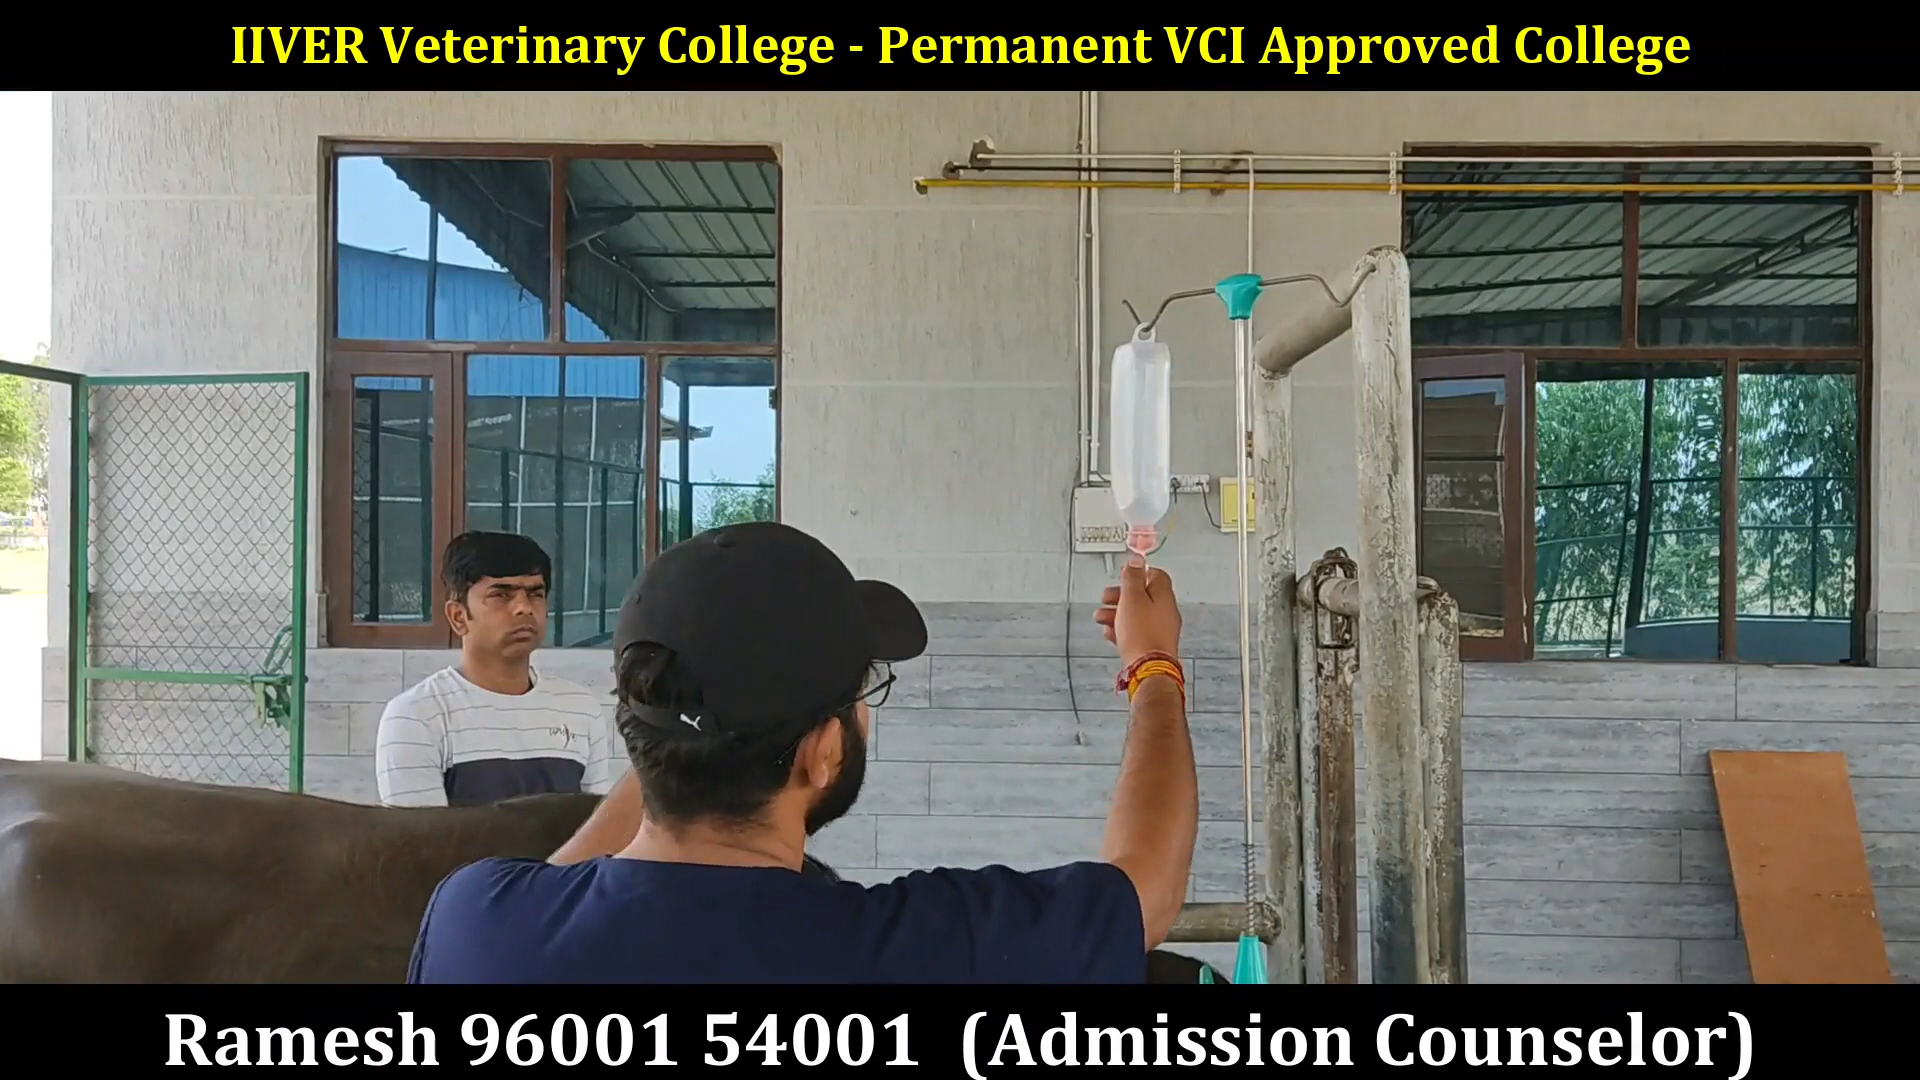 IIVER Veterinary College - Permanent VCI Approved College
Ramesh 96001 54001 (Admission Counselor)